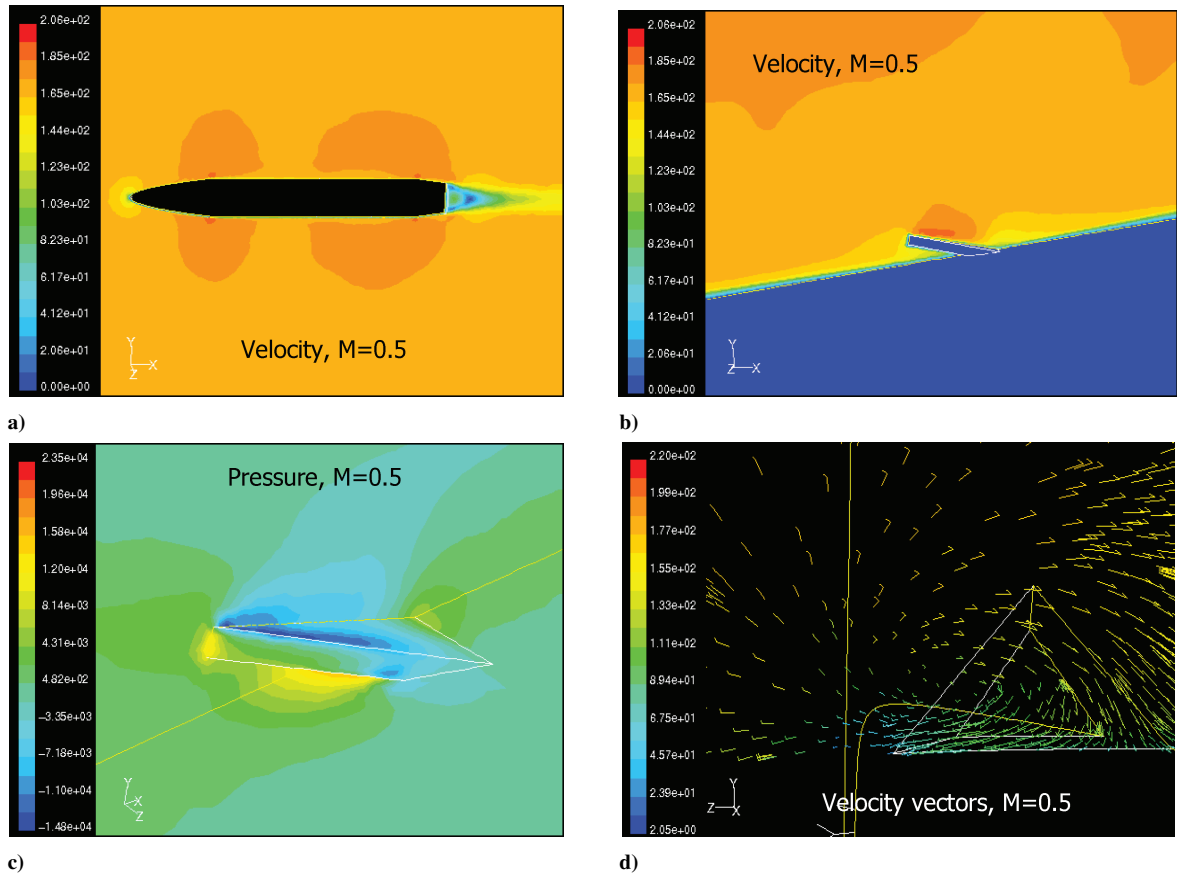 2.06e+02
1.85e+02
1.65e+02
1.44e+02
1.24e+02
1.03e+02
8.23e+01
6.17e+01
4.12e+01
2.06e+01
0.00e+00
Velocity, M=0.5
Y
X
Z
a)
2.06e+02
1.85e+02
1.65e+02
1.44e+02
1.24e+02
1.03e+02
8.23e+01
6.17e+01
4.12e+01
2.06e+01
0.00e+00
Velocity, M=0.5
Y
X
Z
b)
2.35e+04
1.96e+04
1.58e+04
1.20e+04
8.14e+03
4.31e+03
4.82e+02
-3.35e+03
-7.18e+03
-1.10e+04
-1.48e+04
Pressure, M=0.5
Y
X
Z
c)
2.20e+02
1.99e+02
1.77e+02
1.55e+02
1.33e+02
1.11e+02
8.94e+01
6.75e+01
4.57e+01
2.39e+01
2.05e+00
Velocity vectors, M=0.5
Y
Z X
d)